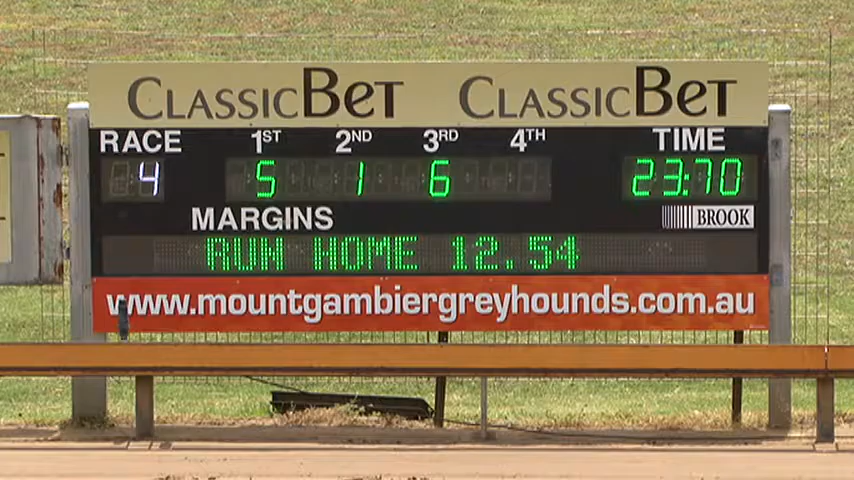 CLASSICBET CLASSICBET
RACE 1ST 2ND 3RD 4TH TIME
4 5 1 6 23:70
MARGINS BROOK
RUN HOME 12.54
www.mountgambiergreyhounds.com.au